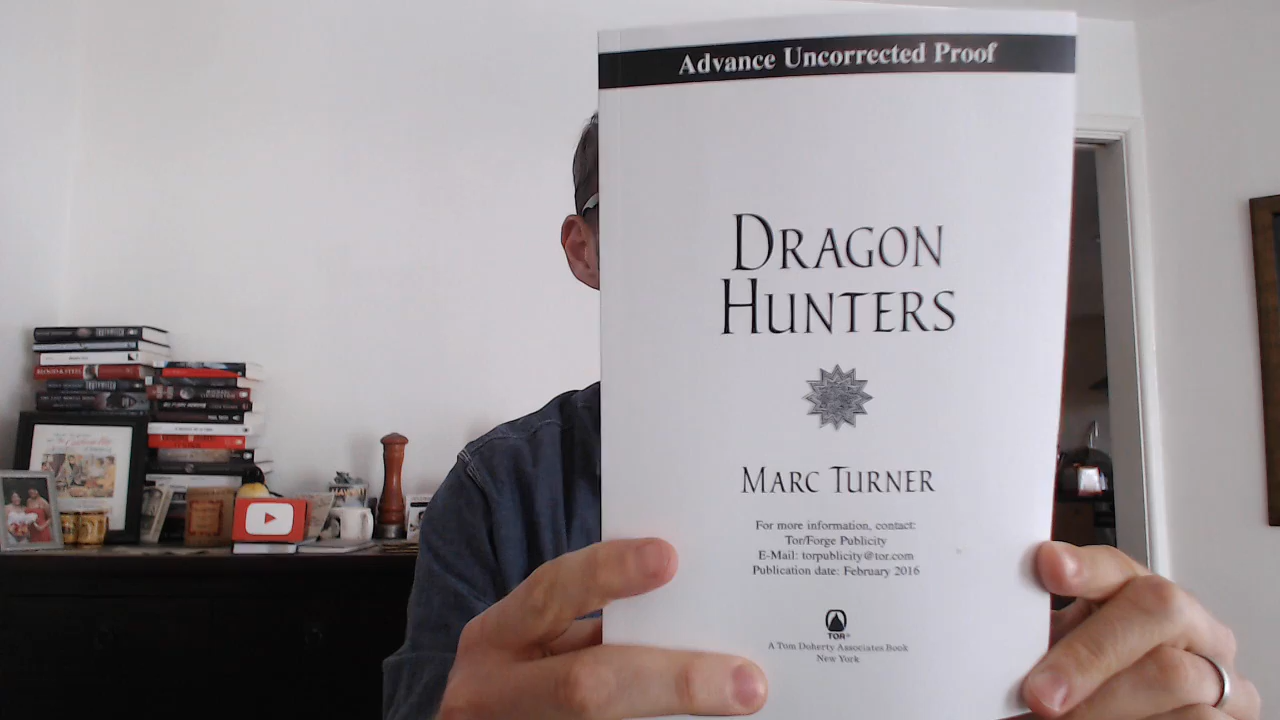 Advance Uncorrected Proof
DRAGON
HUNTERS
MARC TURNER
For more information, contact:
Tor/Forge Publicity
E-Mail: torpublicity@tor.com
Publication date: February 2016
TOR®
A Tom Doherty Associates Book
New York